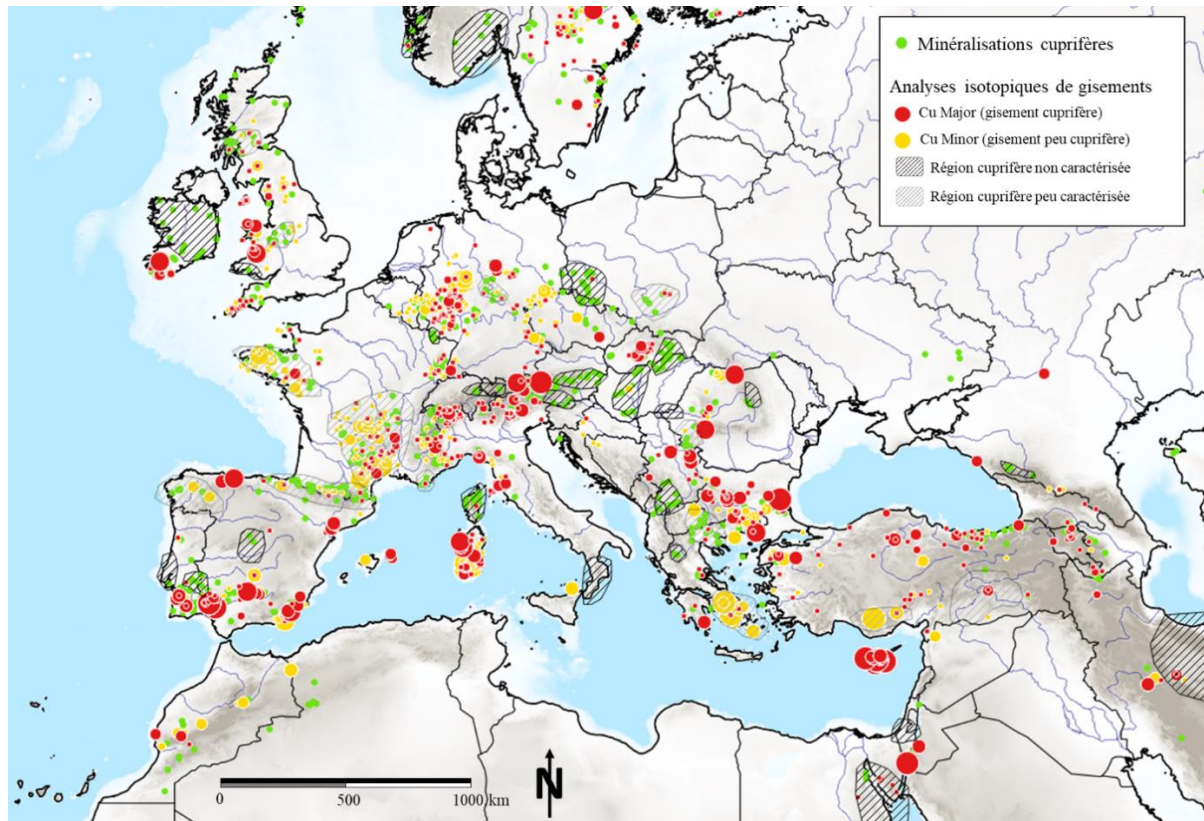 Minéralisations cuprifères
Analyses isotopiques de gisements
Cu Major (gisement cuprifère)
Cu Minor (gisement peu cuprifère)
Région cuprifère non caractérisée
Région cuprifère peu caractérisée
N
0 500 1000 km